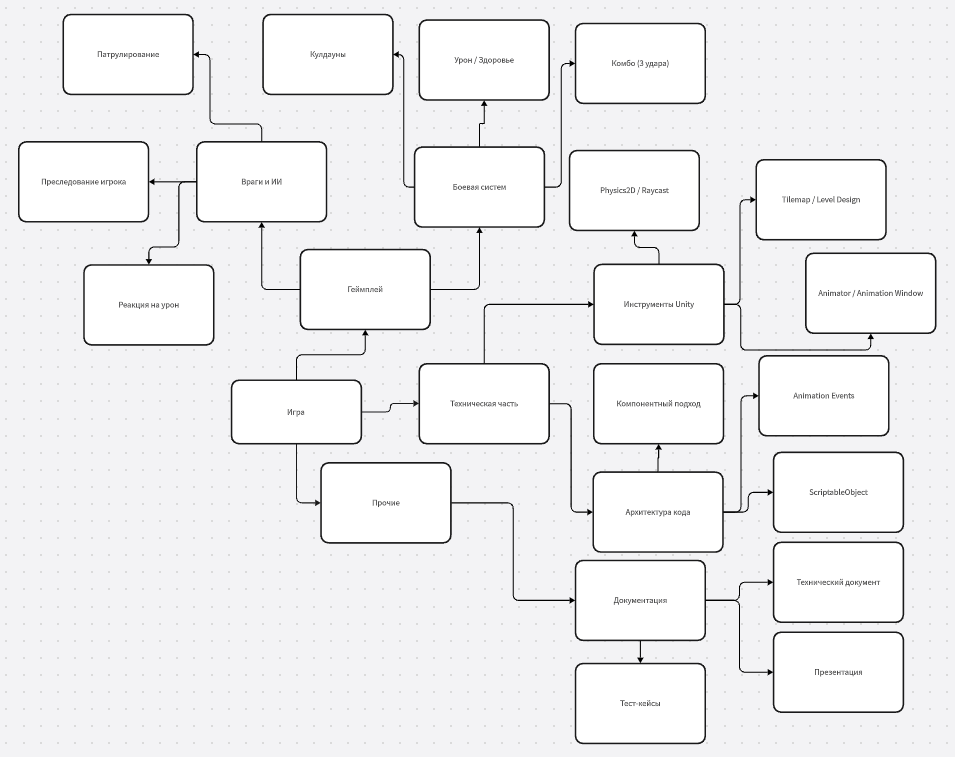 Патрулирование
Кулдауны
Урон / Здоровье
Комбо (3 удара)
Преследование игрока
Враги и ИИ
Боевая систем
Physics2D / Raycast
Tilemap / Level Design
Реакция на урон
Геймплей
Инструменты Unity
Animator / Animation Window
Игра
Техническая часть
Компонентный подход
Animation Events
Прочие
Архитектура кода
ScriptableObject
Документация
Технический документ
Тест-кейсы
Презентация